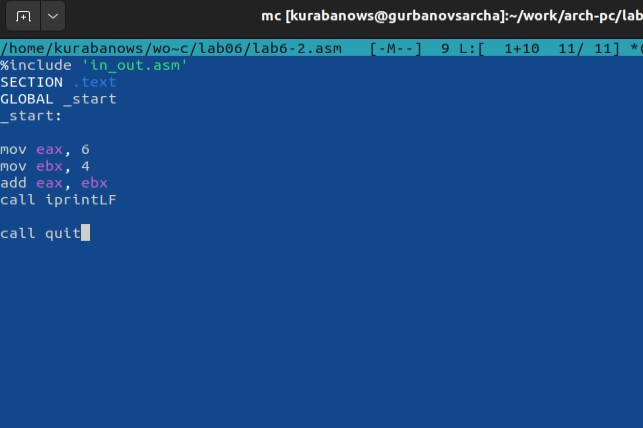 mc [kurabanows@gurbanovsarcha]:~/work/arch-pc/lab
/home/kurabanows/wo~c/lab06/lab6-2.asm   [-M--]  9 L:[  1+10  11/ 11] *(
%include 'in_out.asm'
SECTION .text
GLOBAL _start
_start:
mov eax, 6
mov ebx, 4
add eax, ebx
call iprintLF
call quit